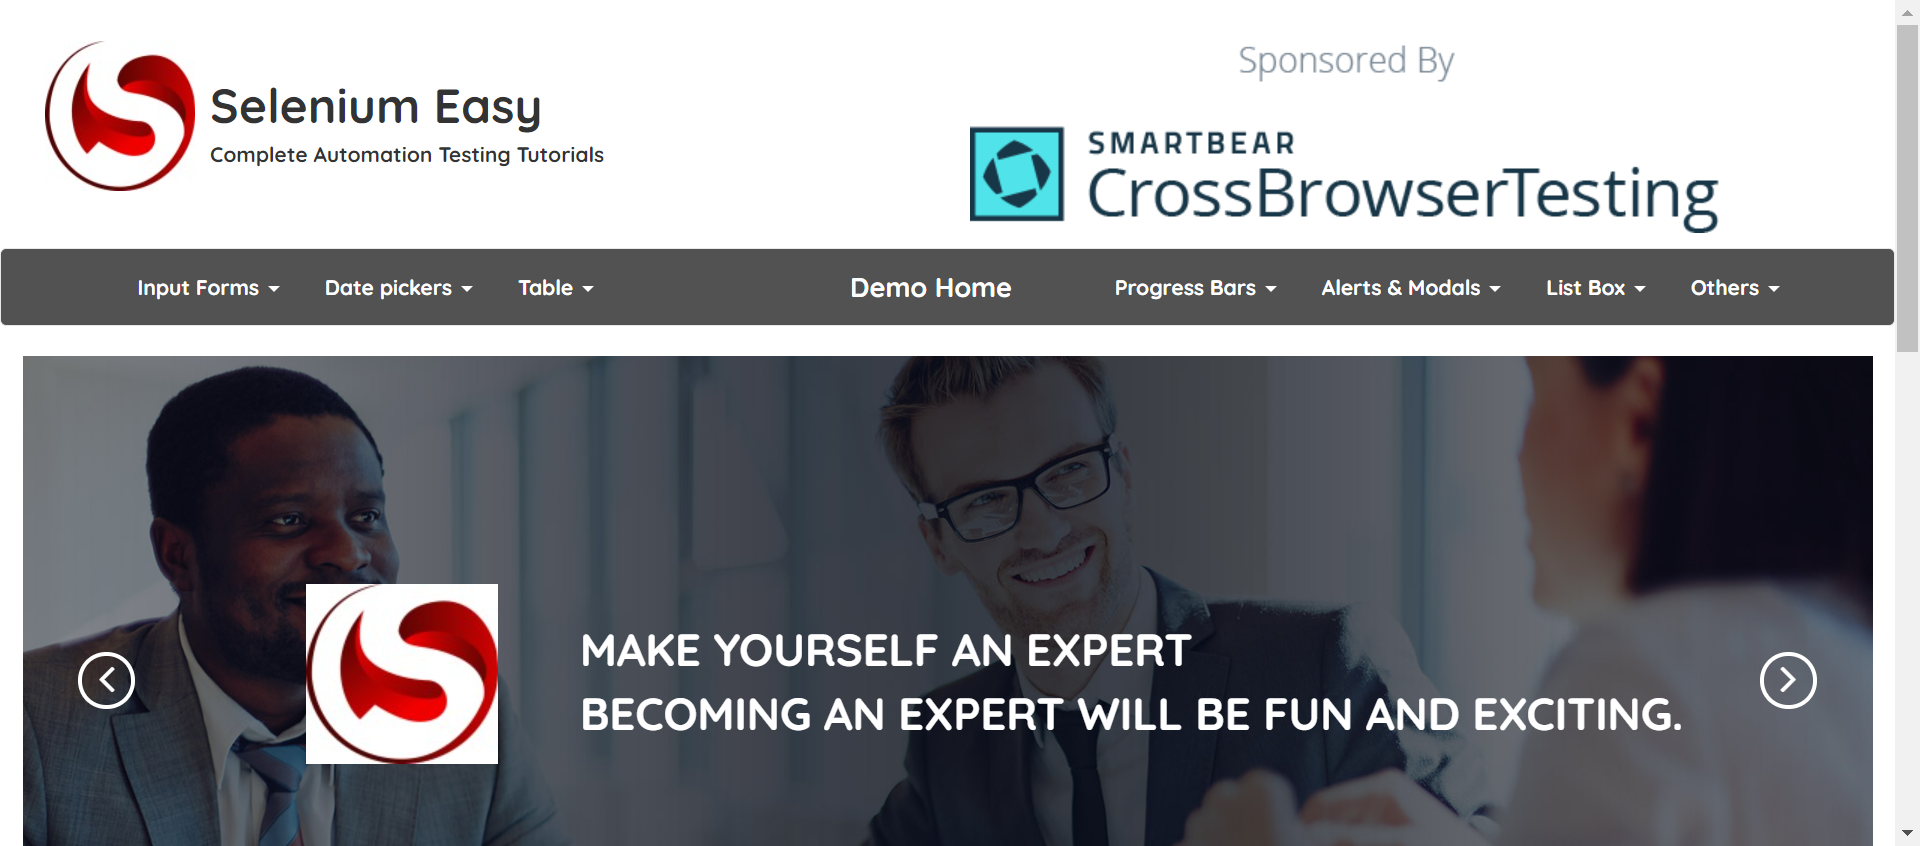 Selenium Easy
Complete Automation Testing Tutorials
Sponsored By
SMARTBEAR
CrossBrowserTesting
Input Forms Date pickers Table Demo Home Progress Bars Alerts & Modals List Box Others
MAKE YOURSELF AN EXPERT
BECOMING AN EXPERT WILL BE FUN AND EXCITING.